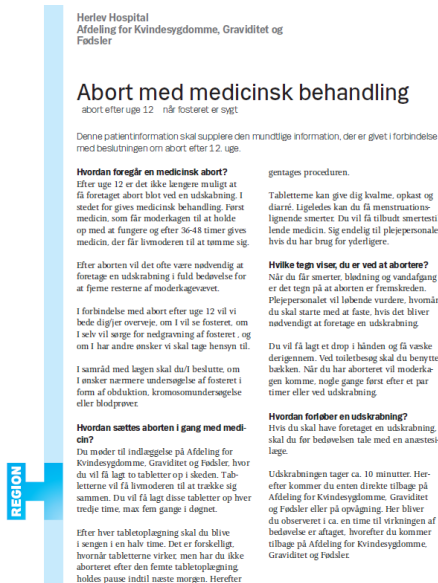 Herlev Hospital
Afdeling for Kvindesygdomme, Graviditet og
Fødsler
Abort med medicinsk behandling
abort efter uge 12 når fosteret er sygt
Denne patientinformation skal supplere den mundtlige information, der er givet i forbindelse
med beslutningen om abort efter 12. uge.
Hvordan foregår en medicinsk abort?
Efter uge 12 er det ikke længere muligt at
få foretaget abort blot ved en udskrabning. I
stedet for gives medicinsk behandling. Først
medicin, som får moderkagen til at holde
op med at fungere og efter 36-48 timer gives
medicin, der får livmoderen til at tømme sig.
Efter aborten vil det ofte være nødvendig at
foretage en udskrabning i fuld bedøvelse for
at fjerne resterne af moderkagevævet.
I forbindelse med abort efter uge 12 vil vi
bede dig/jer overveje, om I vil se fosteret, om
I selv vil sørge for nedgravning af fosteret , og
om I har andre ønsker vi skal tage hensyn til.
I samråd med lægen skal du/I beslutte, om
I ønsker nærmere undersøgelse af fosteret i
form af obduktion, kromosomundersøgelse
eller blodprøver.
Hvordan sættes aborten i gang med medi-
cin?
Du møder til indlæggelse på Afdeling for
Kvindesygdomme, Graviditet og Fødsler, hvor
du vil få lagt to tabletter op i skeden. Tab-
letterne vil få livmoderen til at trække sig
sammen. Du vil få lagt disse tabletter op hver
tredje time, max fem gange i døgnet.
Efter hver tabletoplægning skal du blive
i sengen i en halv time. Det er forskelligt,
hvornår tabletterne virker, men har du ikke
aborteret efter den femte tabletoplægning,
holdes pause indtil næste morgen. Herefter
gentages proceduren.
Tabletterne kan give dig kvalme, opkast og
diarré. Ligeledes kan du få menstruations-
lignende smerter. Du vil få tilbudt smertesti
lende medicin. Sig endelig til plejepersonale
hvis du har brug for yderligere.
Hvilke tegn viser, du er ved at abortere?
Når du får smerter, blødning og vandafgang
er det tegn på at aborten er fremskreden.
Plejepersonalet vil løbende vurdere, hvornår
du skal starte med at faste, hvis det bliver
nødvendigt at foretage en udskrabning.
Du vil få lagt et drop i hånden og få væske
derigennem. Ved toiletbesøg skal du benytte
bækken. Når du har aborteret vil moderka-
gen komme, nogle gange først efter et par
timer eller ved udskrabning.
Hvordan forløber en udskrabning?
Hvis du skal have foretaget en udskrabning,
skal du før bedøvelsen tale med en anæstesi-
læge.
Udskrabningen tager ca. 10 minutter. Her-
efter kommer du enten direkte tilbage på
Afdeling for Kvindesygdomme, Graviditet
og Fødsler eller på opvågning. Her bliver
du observeret i ca. en time til virkningen af
bedøvelse er aftaget, hvorefter du kommer
tilbage på Afdeling for Kvindesygdomme,
Graviditet og Fødsler.
REGION
H